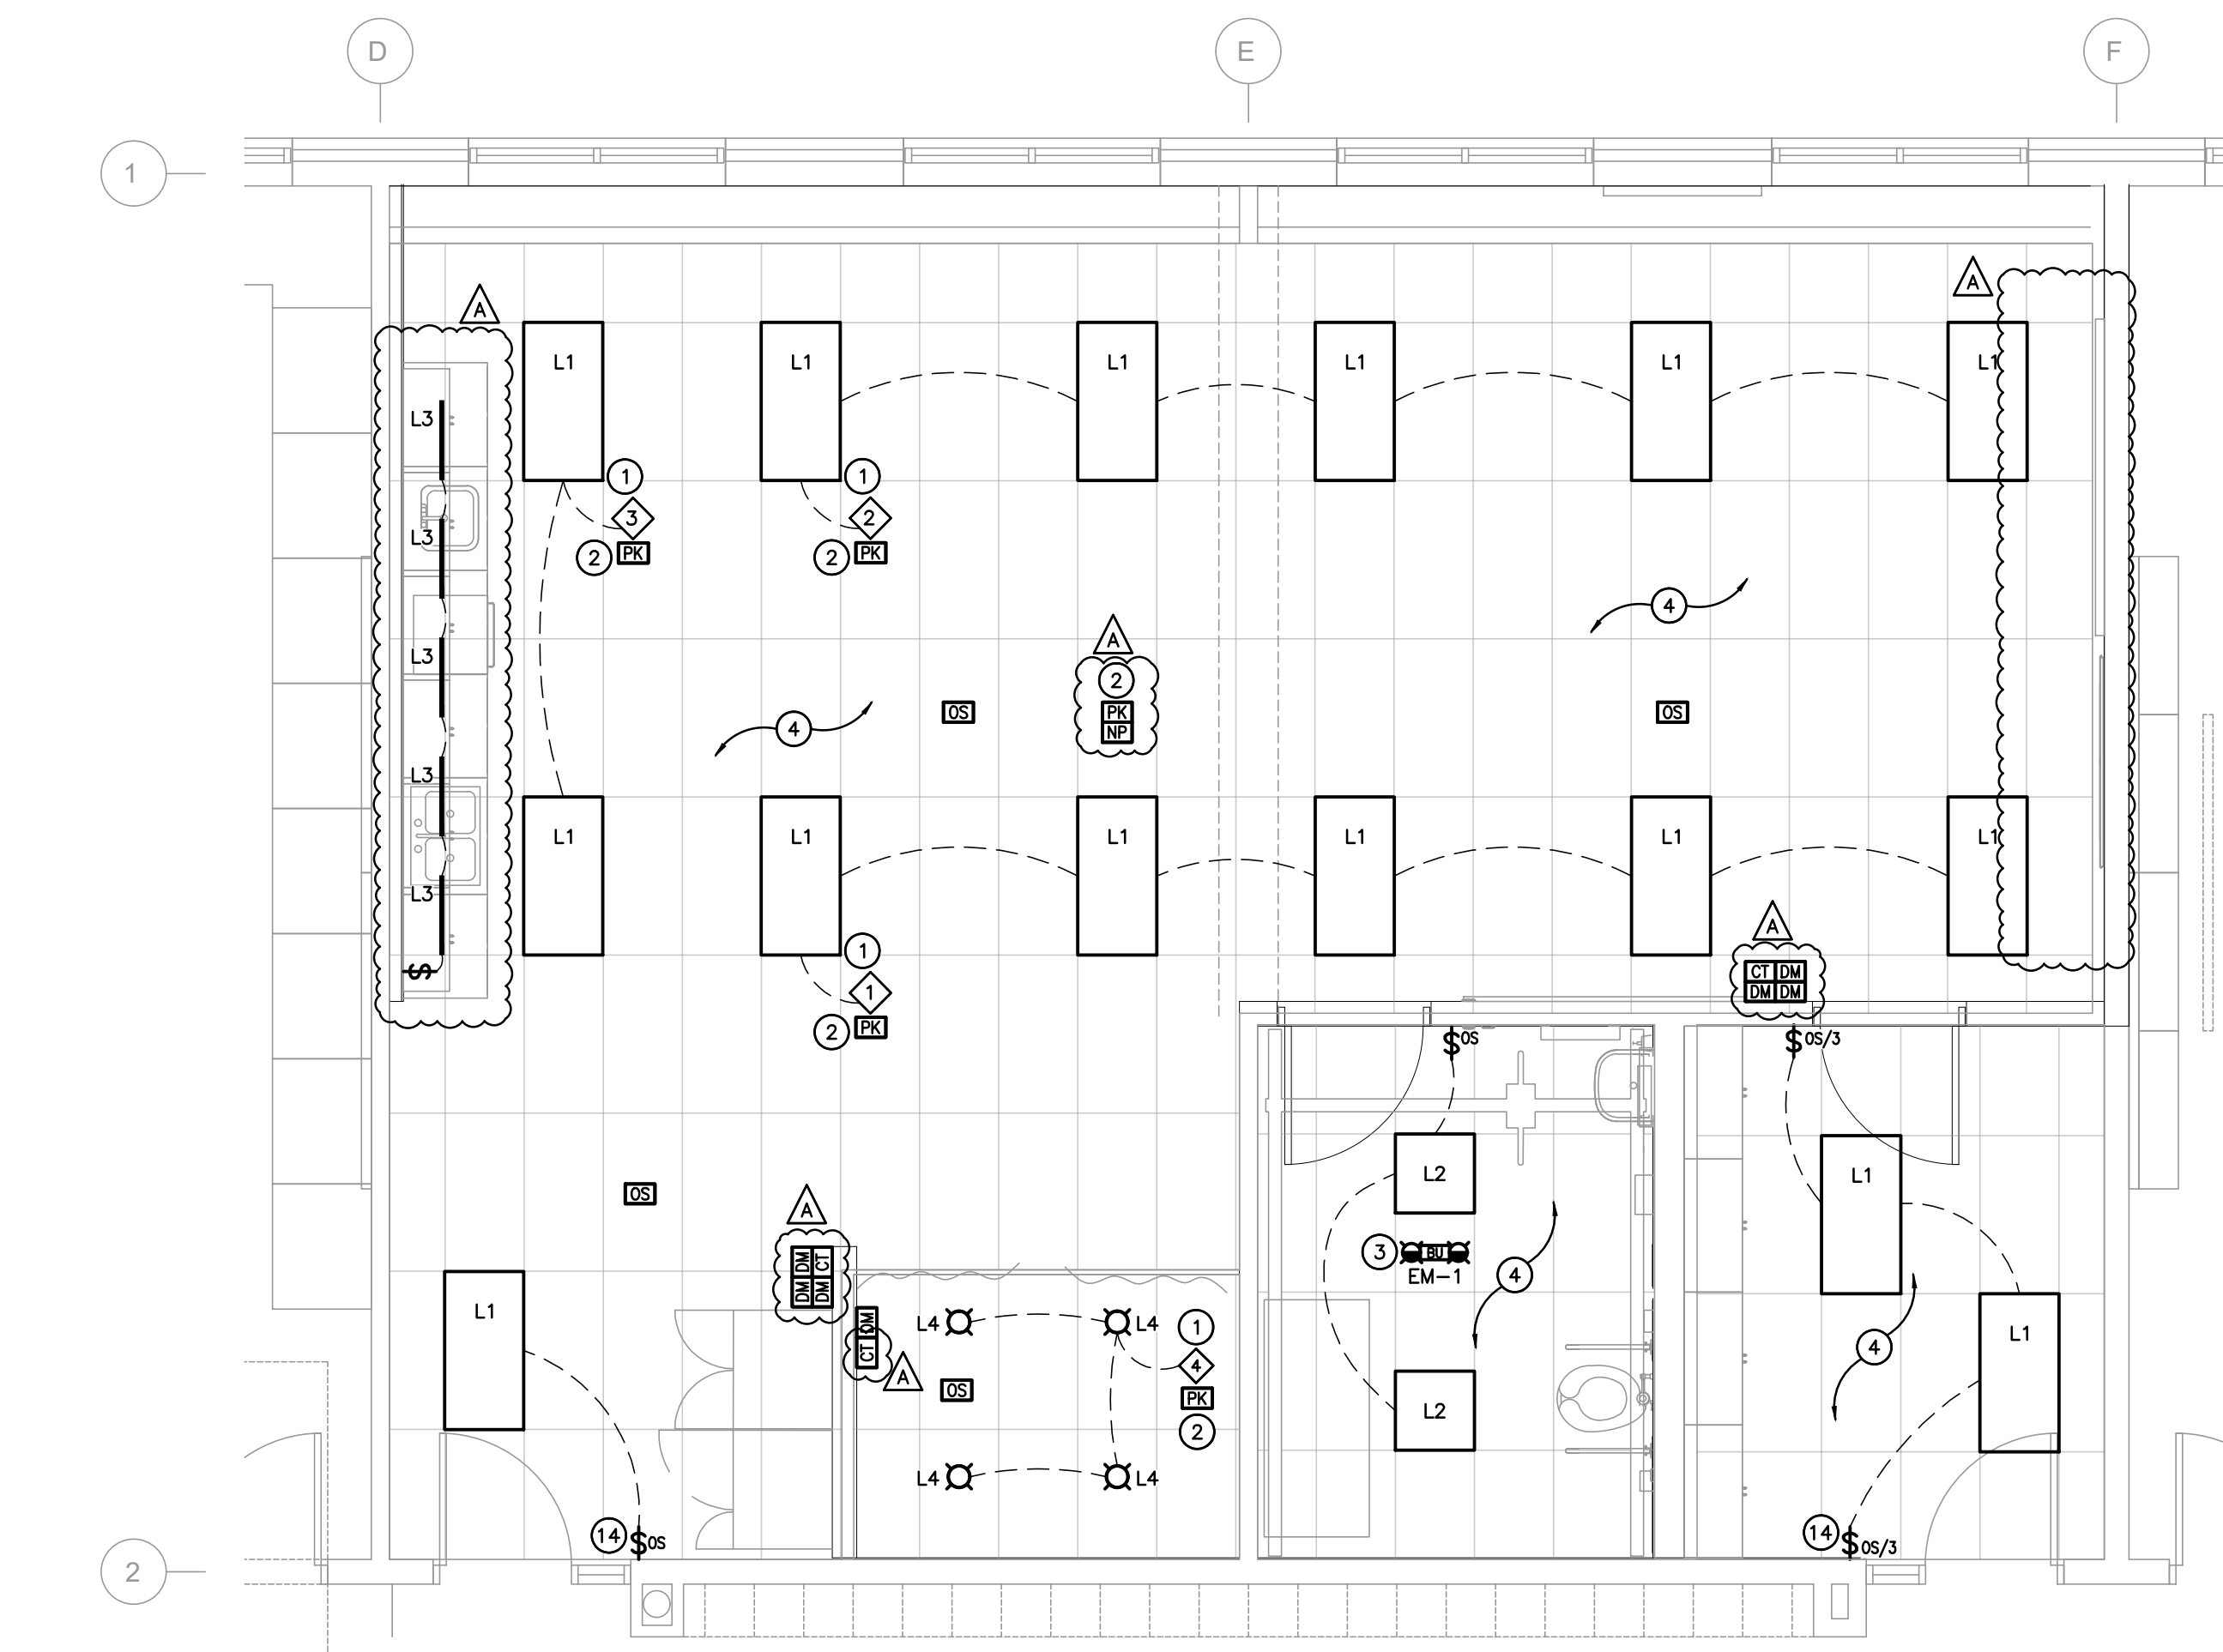 D E F
1
A A
L1 L1 L1 L1 L1 L1
L3
1 1
3 2
L3
2 PK 2 PK
4
A
L3
2
OS PK OS
4 NP
L3
L1 L1 L1 L1 L1 L1
L3
A
1
$ CT DM
1 DM DM
2 PK
$OS $OS/3
L2 L1
OS
A
DM CT 3 BU
DM DM EM-1
4
L1 DM L4 L4 1 L1
CT 4 4
A OS PK
2 L2
L4 L4
14 $OS 14 $OS/3
2